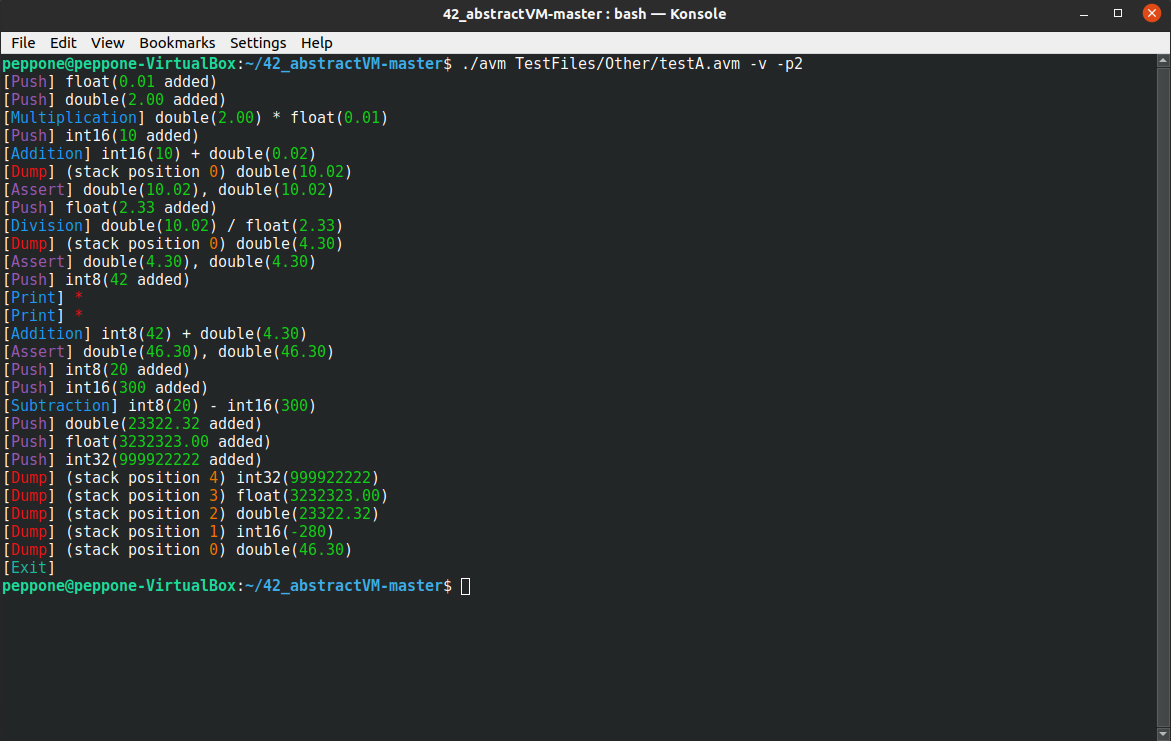 42_abstractVM-master : bash — Konsole
File Edit View Bookmarks Settings Help
peppone@peppone-VirtualBox:~/42_abstractVM-master$ ./avm TestFiles/Other/testA.avm -v -p2
[Push] float(0.01 added)
[Push] double(2.00 added)
[Multiplication] double(2.00) * float(0.01)
[Push] int16(10 added)
[Addition] int16(10) + double(0.02)
[Dump] (stack position 0) double(10.02)
[Assert] double(10.02), double(10.02)
[Push] float(2.33 added)
[Division] double(10.02) / float(2.33)
[Dump] (stack position 0) double(4.30)
[Assert] double(4.30), double(4.30)
[Push] int8(42 added)
[Print] *
[Print] *
[Addition] int8(42) + double(4.30)
[Assert] double(46.30), double(46.30)
[Push] int8(20 added)
[Push] int16(300 added)
[Subtraction] int8(20) - int16(300)
[Push] double(23322.32 added)
[Push] float(3232323.00 added)
[Push] int32(999922222 added)
[Dump] (stack position 4) int32(999922222)
[Dump] (stack position 3) float(3232323.00)
[Dump] (stack position 2) double(23322.32)
[Dump] (stack position 1) int16(-280)
[Dump] (stack position 0) double(46.30)
[Exit]
peppone@peppone-VirtualBox:~/42_abstractVM-master$